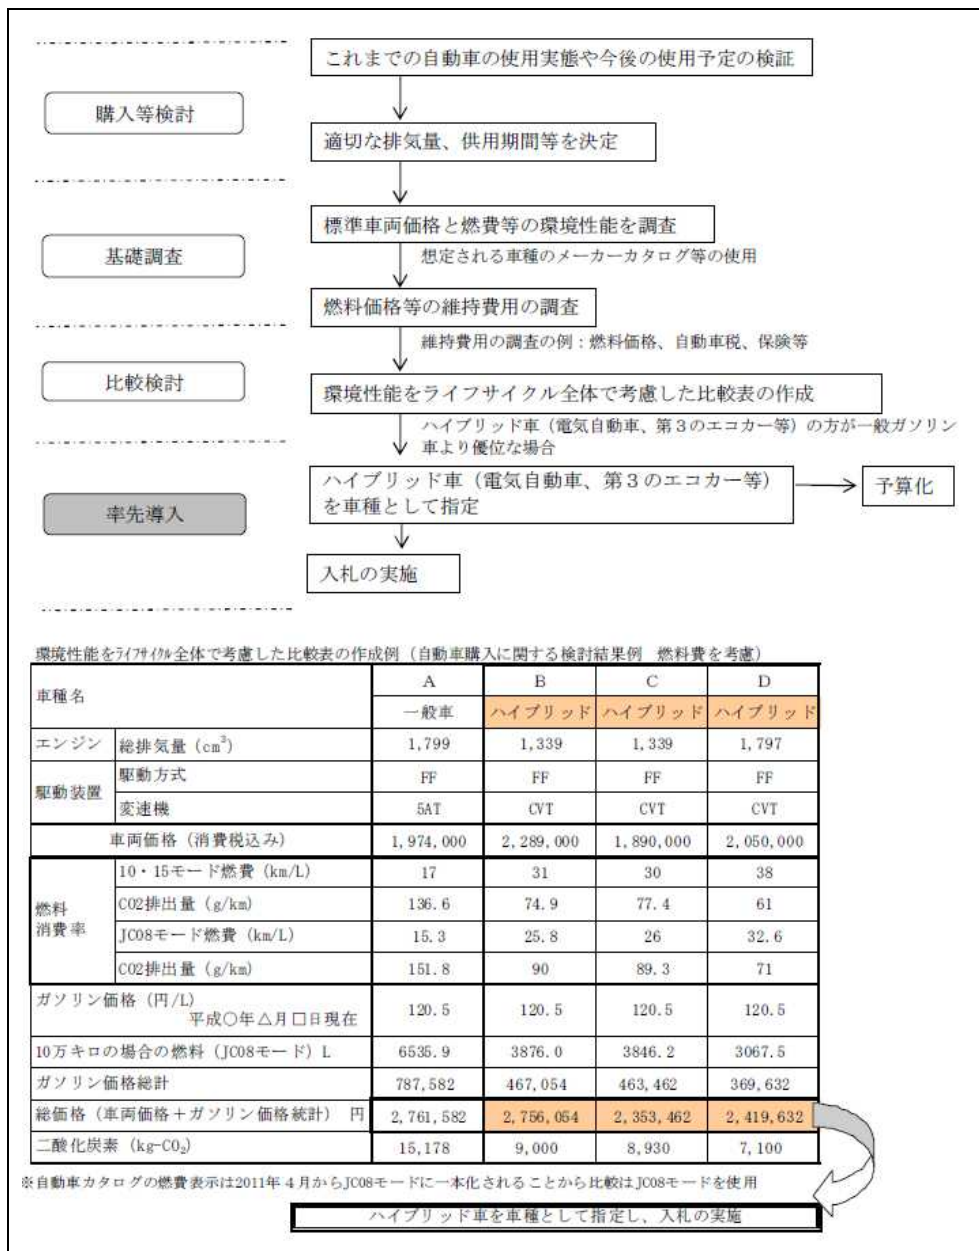 これまでの自動車の使用実態や今後の使用予定の検証
購入等検討
適切な排気量、供用期間等を決定
標準車両価格と燃費等の環境性能を調査
基礎調査
想定される車種のメーカーカタログ等の使用
燃料価格等の維持費用の調査
維持費用の調査の例：燃料価格、自動車税、保険等
比較検討
環境性能をライフサイクル全体で考慮した比較表の作成
ハイブリッド車（電気自動車、第３のエコカー等）の方が一般ガソリン
車より優位な場合
ハイブリッド車（電気自動車、第３のエコカー等）
を車種として指定
予算化
率先導入
入札の実施
環境性能をﾗｲﾌｻｲｸﾙ全体で考慮した比較表の作成例（自動車購入に関する検討結果例　燃料費を考慮）
車種名 A B C D
一般車 ハイブリッド ハイブリッド ハイブリッド
エンジン 総排気量（cm³） 1,799 1,339 1,339 1,797
駆動装置 駆動方式 FF FF FF FF
変速機 5AT CVT CVT CVT
車両価格（消費税込み） 1,974,000 2,289,000 1,890,000 2,050,000
燃料
消費率
10・15モード燃費（km/L） 17 31 30 38
CO2排出量（g/km） 136.6 74.9 77.4 61
JC08モード燃費（km/L） 15.3 25.8 26 32.6
CO2排出量（g/km） 151.8 90 89.3 71
ガソリン価格（円/L）
平成○年△月□日現在 120.5 120.5 120.5 120.5
10万キロの場合の燃料（JC08モード）L 6535.9 3876.0 3846.2 3067.5
ガソリン価格総計 787,582 467,054 463,462 369,632
総価格（車両価格＋ガソリン価格統計）　円 2,761,582 2,756,054 2,353,462 2,419,632
二酸化炭素（kg-CO₂） 15,178 9,000 8,930 7,100
※自動車カタログの燃費表示は2011年４月からJC08モードに一本化されることから比較はJC08モードを使用
ハイブリッド車を車種として指定し、入札の実施